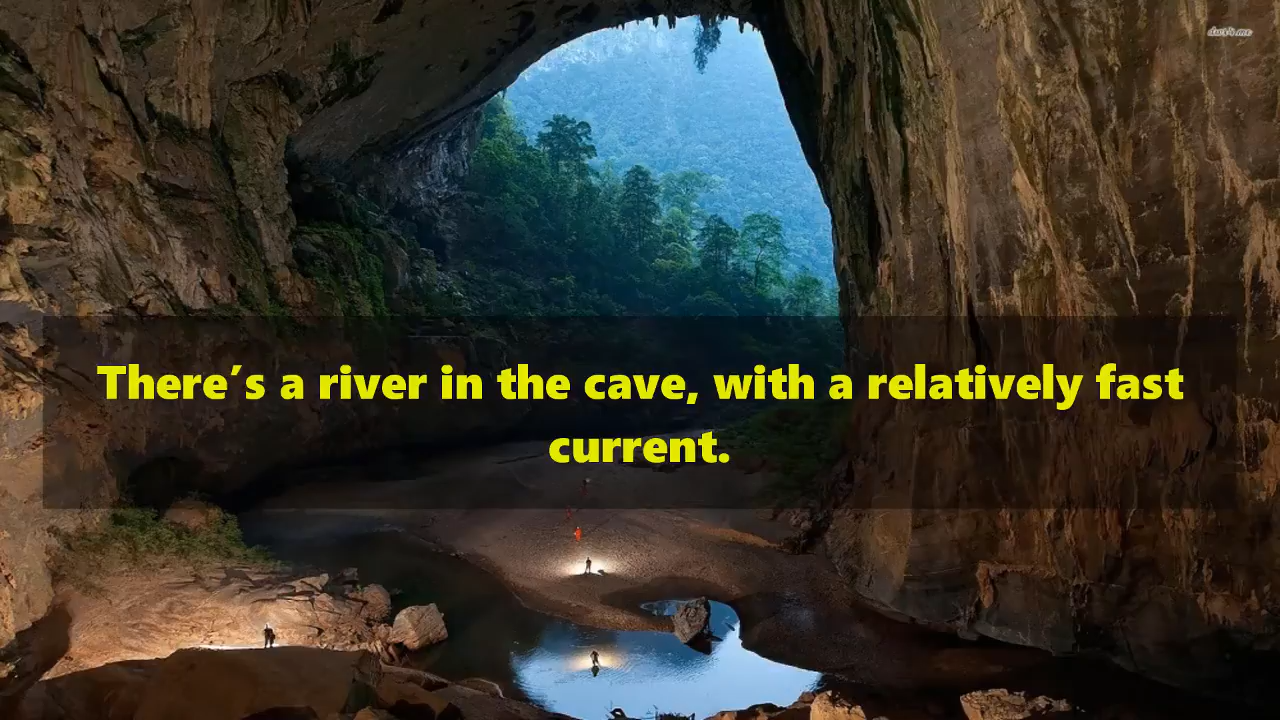 There's a river in the cave, with a relatively fast
current.